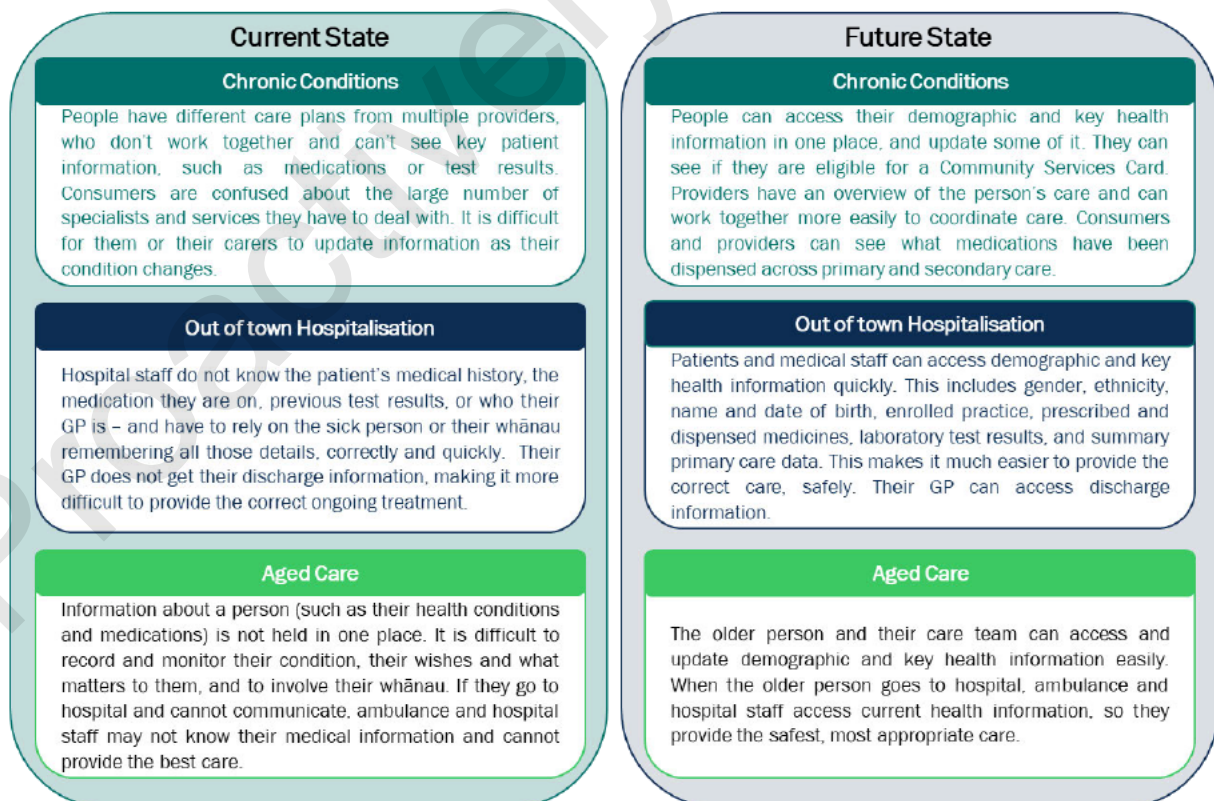 Current State
Chronic Conditions
People have different care plans from multiple providers,
who don't work together and can't see key patient
information, such as medications or test results.
Consumers are confused about the large number of
specialists and services they have to deal with. It is difficult
for them or their carers to update information as their
condition changes.
Out of town Hospitalisation
Hospital staff do not know the patient's medical history, the
medication they are on, previous test results, or who their
GP is – and have to rely on the sick person or their whānau
remembering all those details, correctly and quickly. Their
GP does not get their discharge information, making it more
difficult to provide the correct ongoing treatment.
Aged Care
Information about a person (such as their health conditions
and medications) is not held in one place. It is difficult to
record and monitor their condition, their wishes and what
matters to them, and to involve their whānau. If they go to
hospital and cannot communicate, ambulance and hospital
staff may not know their medical information and cannot
provide the best care.
Future State
Chronic Conditions
People can access their demographic and key health
information in one place, and update some of it. They can
see if they are eligible for a Community Services Card.
Providers have an overview of the person's care and can
work together more easily to coordinate care. Consumers
and providers can see what medications have been
dispensed across primary and secondary care.
Out of town Hospitalisation
Patients and medical staff can access demographic and key
health information quickly. This includes gender, ethnicity,
name and date of birth, enrolled practice, prescribed and
dispensed medicines, laboratory test results, and summary
primary care data. This makes it much easier to provide the
correct care, safely. Their GP can access discharge
information.
Aged Care
The older person and their care team can access and
update demographic and key health information easily.
When the older person goes to hospital, ambulance and
hospital staff access current health information, so they
provide the safest, most appropriate care.
Proactively